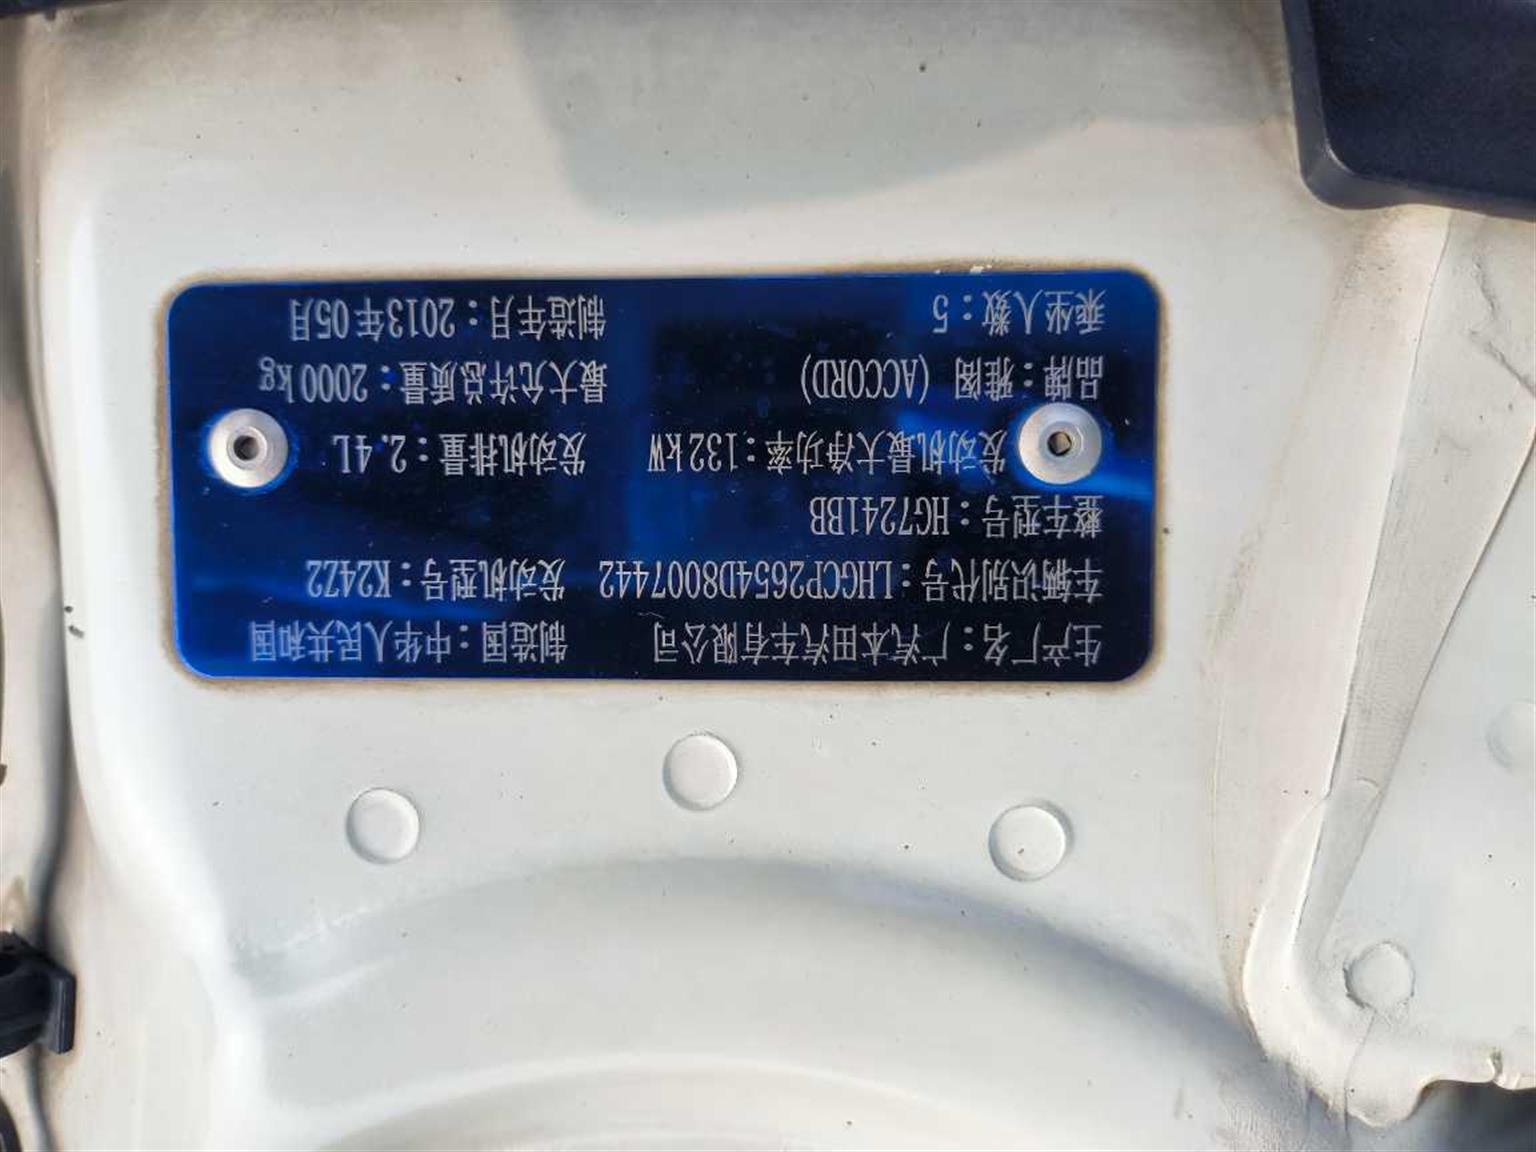 生产厂名：广汽本田汽车有限公司 制造国：中华人民共和国
车辆识别代号：LHGCP2654D8007442 发动机型号：K24Z2
整车型号：HG7241BB
发动机最大净功率：132kW 发动机排量：2.4L
品牌：雅阁 (ACCORD) 最大允许总质量：2000kg
乘坐人数：5 制造年月：2013年05月